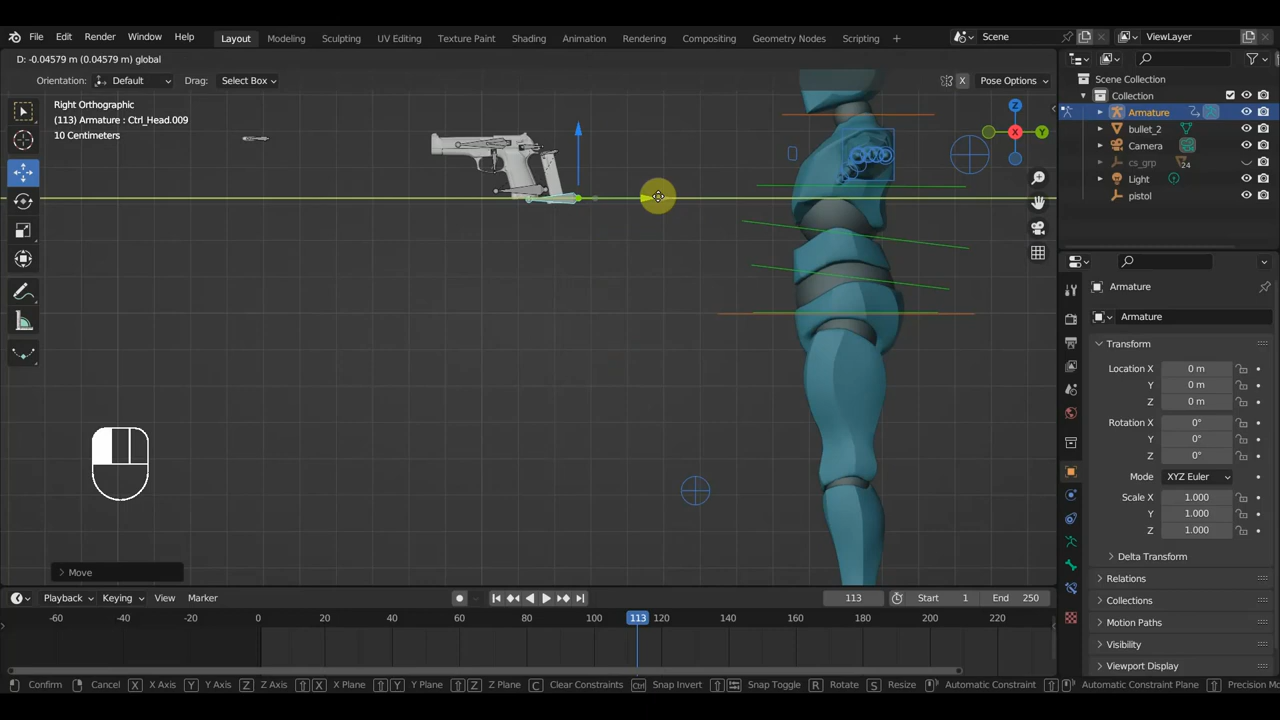 File Edit Render Window Help Layout Modeling Sculpting UV Editing Texture Paint Shading Animation Rendering Compositing Geometry Nodes Scripting + Scene ViewLayer
D: -0.04579 m (0.04579 m) global
Orientation: Default Drag: Select Box X Pose Options
Right Orthographic
(113) Armature : Ctrl_Head.009
10 Centimeters
Z
Y
X
Move
Scene Collection
Collection
Armature
bullet_2
Camera
cs_grp 24
Light
pistol
Armature
Armature
Transform
Location X 0 m
Y 0 m
Z 0 m
Rotation X 0°
Y 0°
Z 0°
Mode XYZ Euler
Scale X 1.000
Y 1.000
Z 1.000
Delta Transform
Relations
Collections
Motion Paths
Visibility
Viewport Display
Playback Keying View Marker 113 Start 1 End 250
-60 -40 -20 0 20 40 60 80 100 113 120 140 160 180 200 220
Confirm Cancel X X Axis Y Y Axis Z Z Axis X X Plane Y Y Plane Z Z Plane C Clear Constraints Ctrl Snap Invert Snap Toggle R Rotate S Resize Automatic Constraint Automatic Constraint Plane Precision Mo